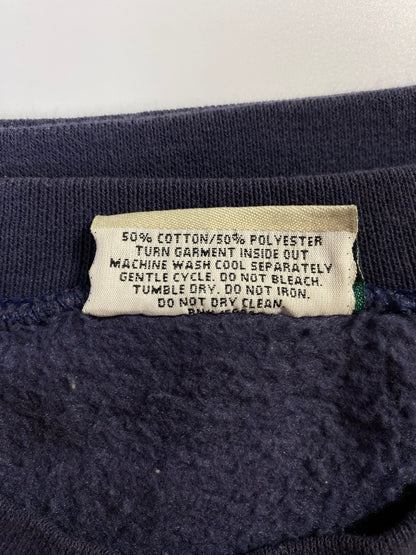 50% COTTON/50% POLYESTER
TURN GARMENT INSIDE OUT
MACHINE WASH COOL SEPARATELY
GENTLE CYCLE. DO NOT BLEACH.
TUMBLE DRY. DO NOT IRON.
DO NOT DRY CLEAN